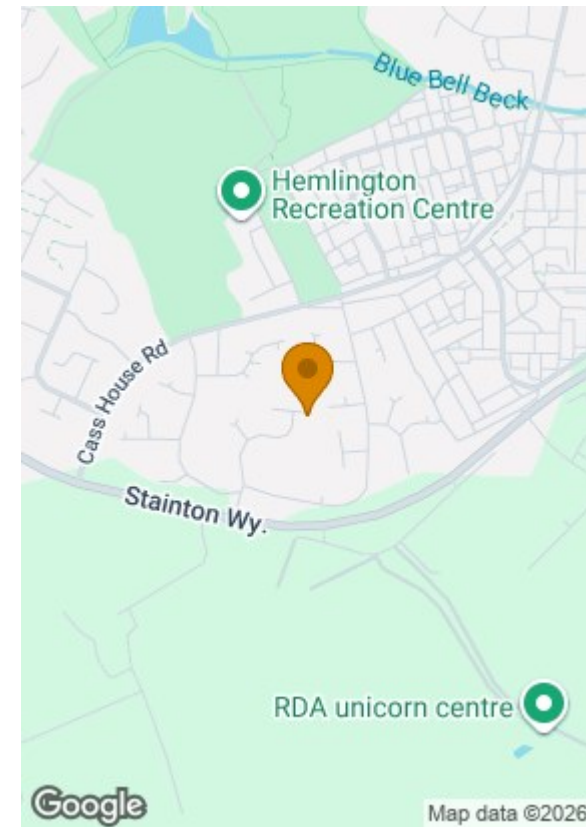 Blue Bell Beck
Hemlington
Recreation Centre
Cass House Rd
Stainton Wy.
RDA unicorn centre
Google
Map data ©2026